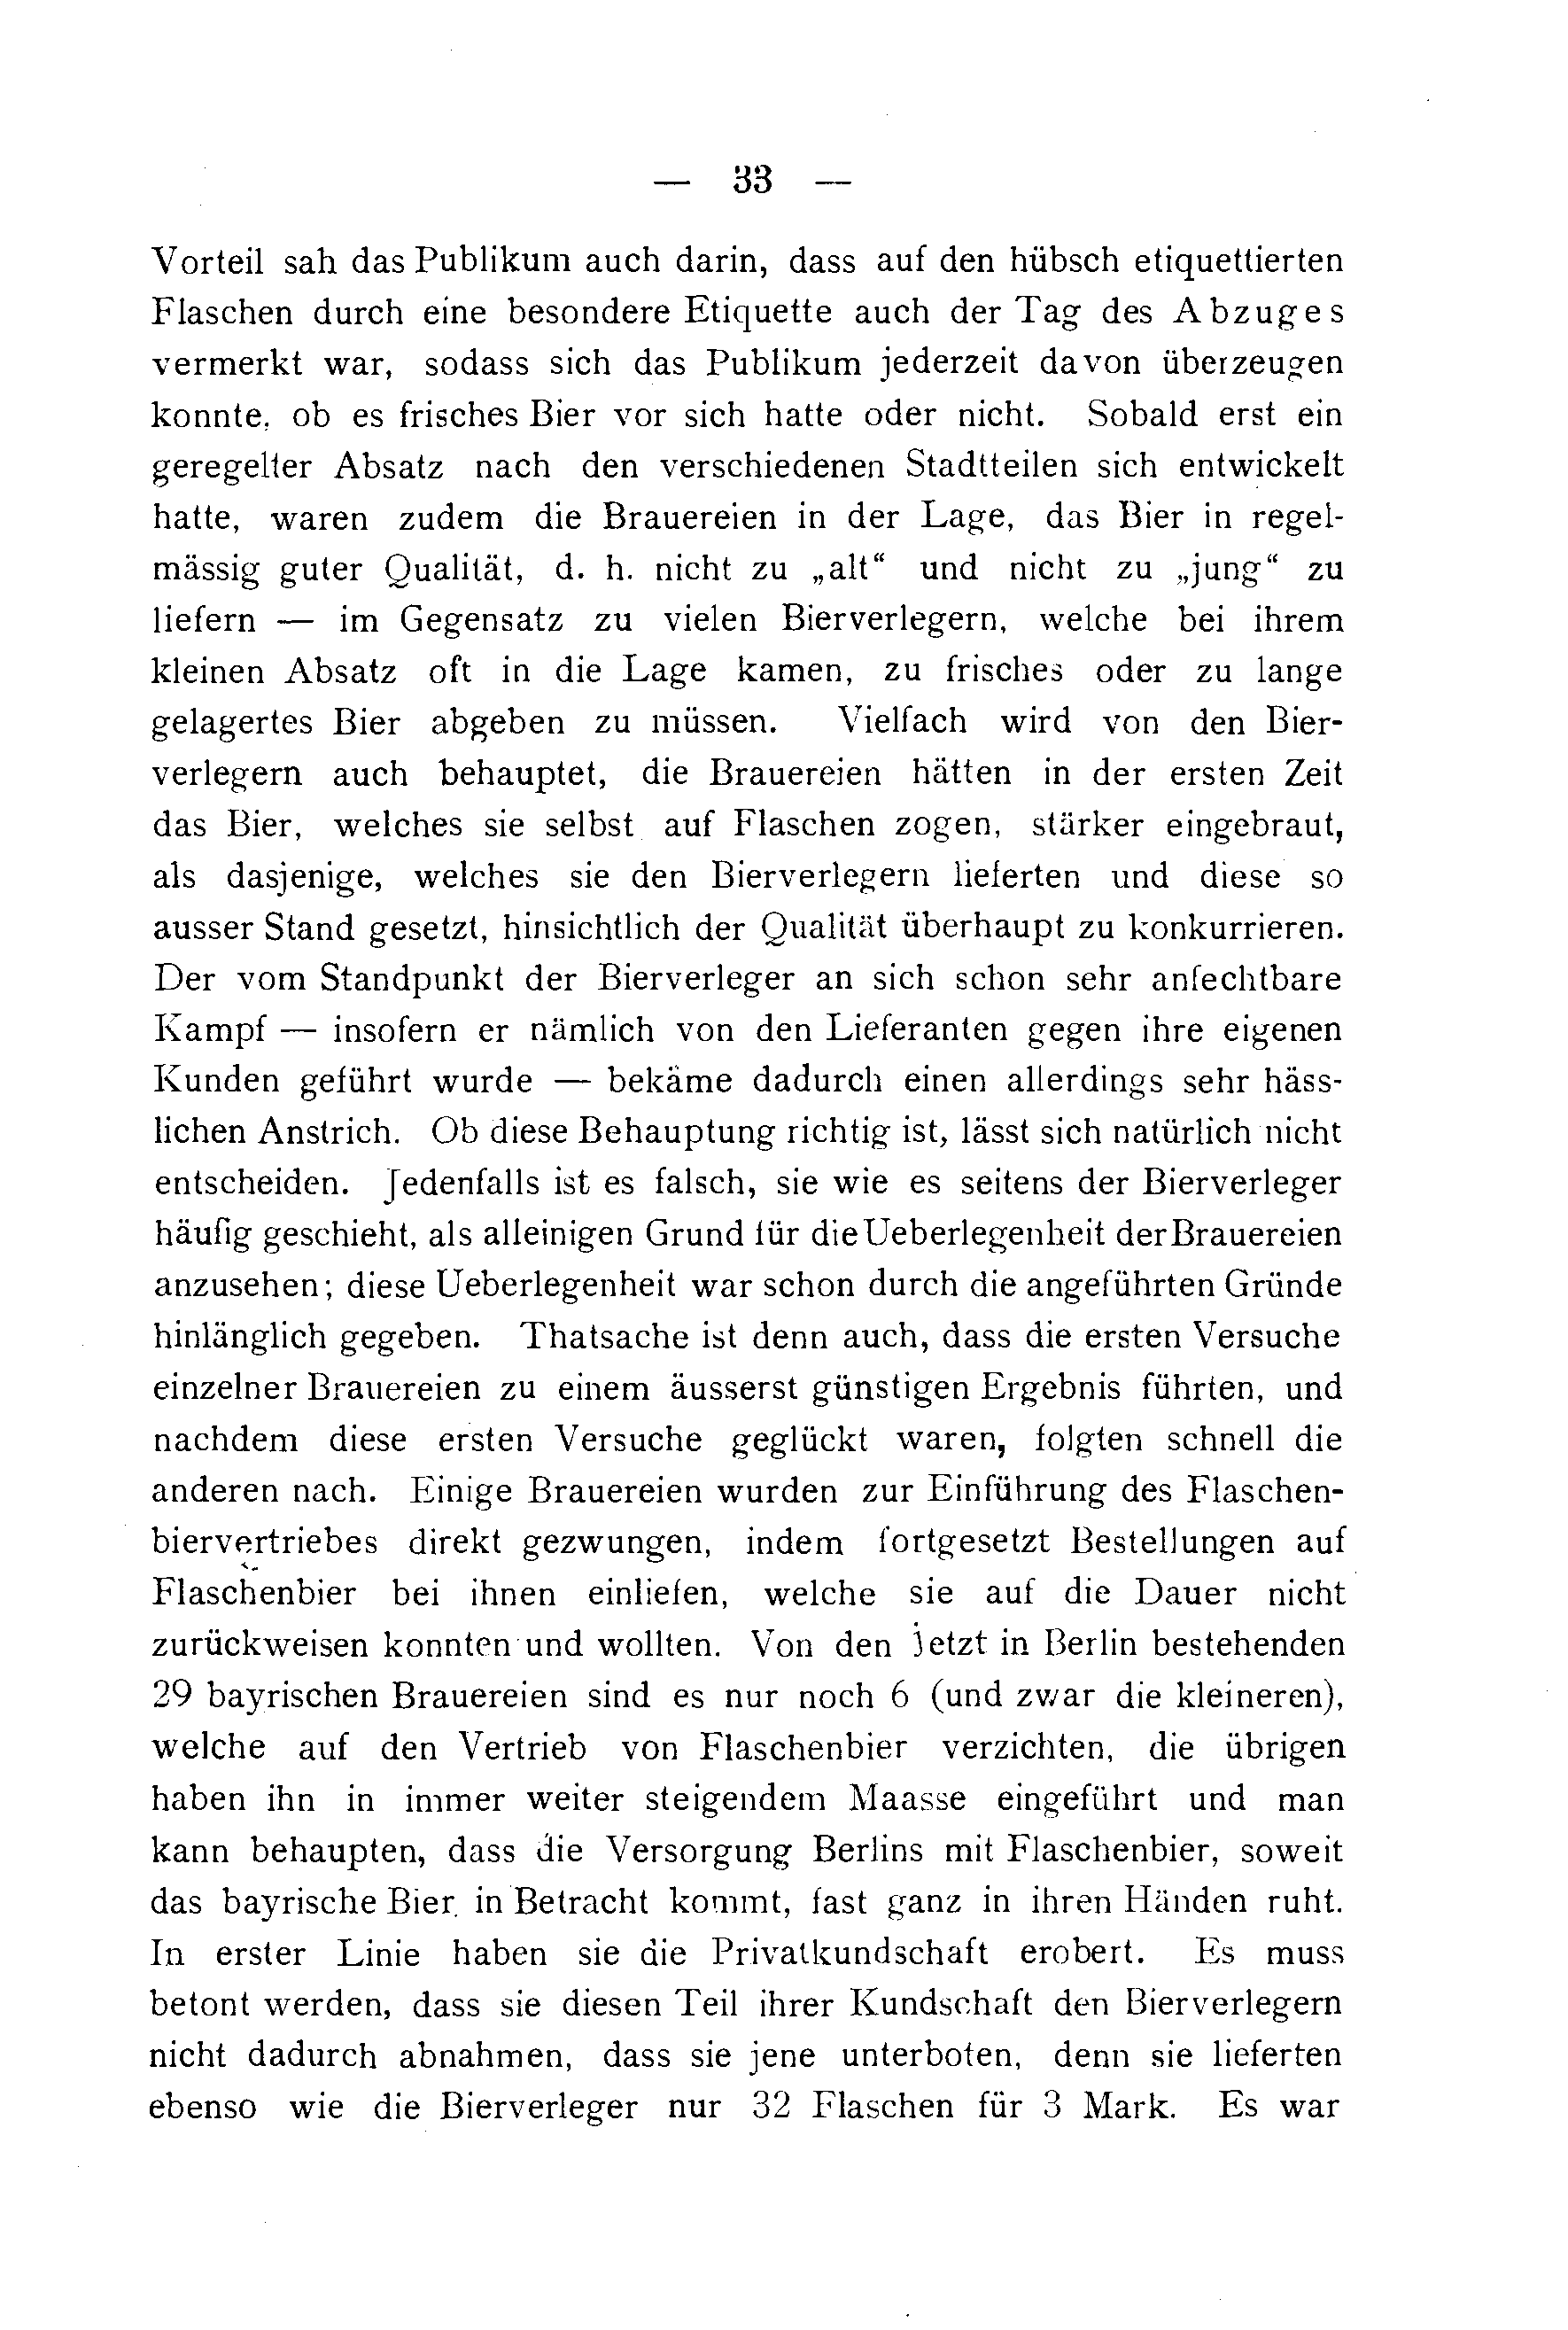 — 33 —
Vorteil sah das Publikum auch darin, dass auf den hübsch etiquettierten
Flaschen durch eine besondere Etiquette auch der Tag des Abzuges
vermerkt war, sodass sich das Publikum jederzeit davon überzeugen
konnte, ob es frisches Bier vor sich hatte oder nicht. Sobald erst ein
geregelter Absatz nach den verschiedenen Stadtteilen sich entwickelt
hatte, waren zudem die Brauereien in der Lage, das Bier in regel-
mässig guter Qualität, d. h. nicht zu „alt“ und nicht zu „jung“ zu
liefern — im Gegensatz zu vielen Bierverlegern, welche bei ihrem
kleinen Absatz oft in die Lage kamen, zu frisches oder zu lange
gelagertes Bier abgeben zu müssen. Vielfach wird von den Bier-
verlegern auch behauptet, die Brauereien hätten in der ersten Zeit
das Bier, welches sie selbst auf Flaschen zogen, stärker eingebraut,
als dasjenige, welches sie den Bierverlegern lieferten und diese so
ausser Stand gesetzt, hinsichtlich der Qualität überhaupt zu konkurrieren.
Der vom Standpunkt der Bierverleger an sich schon sehr anfechtbare
Kampf — insofern er nämlich von den Lieferanten gegen ihre eigenen
Kunden geführt wurde — bekäme dadurch einen allerdings sehr häss-
lichen Anstrich. Ob diese Behauptung richtig ist, lässt sich natürlich nicht
entscheiden. Jedenfalls ist es falsch, sie wie es seitens der Bierverleger
häufig geschieht, als alleinigen Grund für die Ueberlegenheit der Brauereien
anzusehen; diese Ueberlegenheit war schon durch die angeführten Gründe
hinlänglich gegeben. Thatsache ist denn auch, dass die ersten Versuche
einzelner Brauereien zu einem äusserst günstigen Ergebnis führten, und
nachdem diese ersten Versuche geglückt waren, folgten schnell die
anderen nach. Einige Brauereien wurden zur Einführung des Flaschen-
biervertriebes direkt gezwungen, indem fortgesetzt Bestellungen auf
Flaschenbier bei ihnen einliefen, welche sie auf die Dauer nicht
zurückweisen konnten und wollten. Von den jetzt in Berlin bestehenden
29 bayrischen Brauereien sind es nur noch 6 (und zwar die kleineren),
welche auf den Vertrieb von Flaschenbier verzichten, die übrigen
haben ihn in immer weiter steigendem Maasse eingeführt und man
kann behaupten, dass die Versorgung Berlins mit Flaschenbier, soweit
das bayrische Bier in Betracht kommt, fast ganz in ihren Händen ruht.
In erster Linie haben sie die Privatkundschaft erobert. Es muss
betont werden, dass sie diesen Teil ihrer Kundschaft den Bierverlegern
nicht dadurch abnahmen, dass sie jene unterboten, denn sie lieferten
ebenso wie die Bierverleger nur 32 Flaschen für 3 Mark. Es war